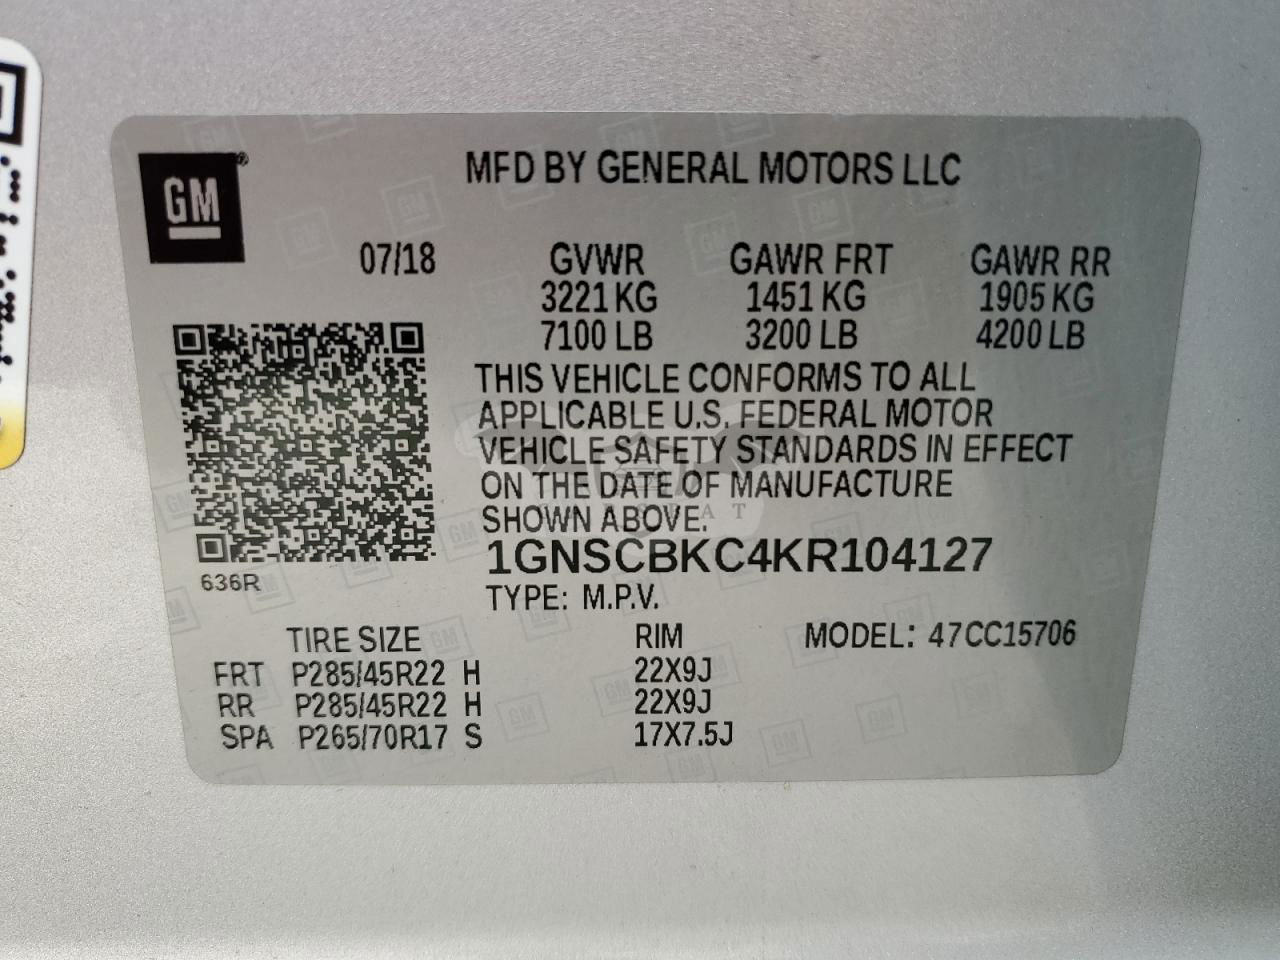 GM
MFD BY GENERAL MOTORS LLC
07/18 GVWR GAWR FRT GAWR RR
3221 KG 1451 KG 1905 KG
7100 LB 3200 LB 4200 LB
THIS VEHICLE CONFORMS TO ALL
APPLICABLE U.S. FEDERAL MOTOR
VEHICLE SAFETY STANDARDS IN EFFECT
ON THE DATE OF MANUFACTURE
SHOWN ABOVE.
1GNSCBKC4KR104127
636R
TYPE: M.P.V.
TIRE SIZE RIM MODEL: 47CC15706
FRT P285/45R22 H 22X9J
RR P285/45R22 H 22X9J
SPA P265/70R17 S 17X7.5J